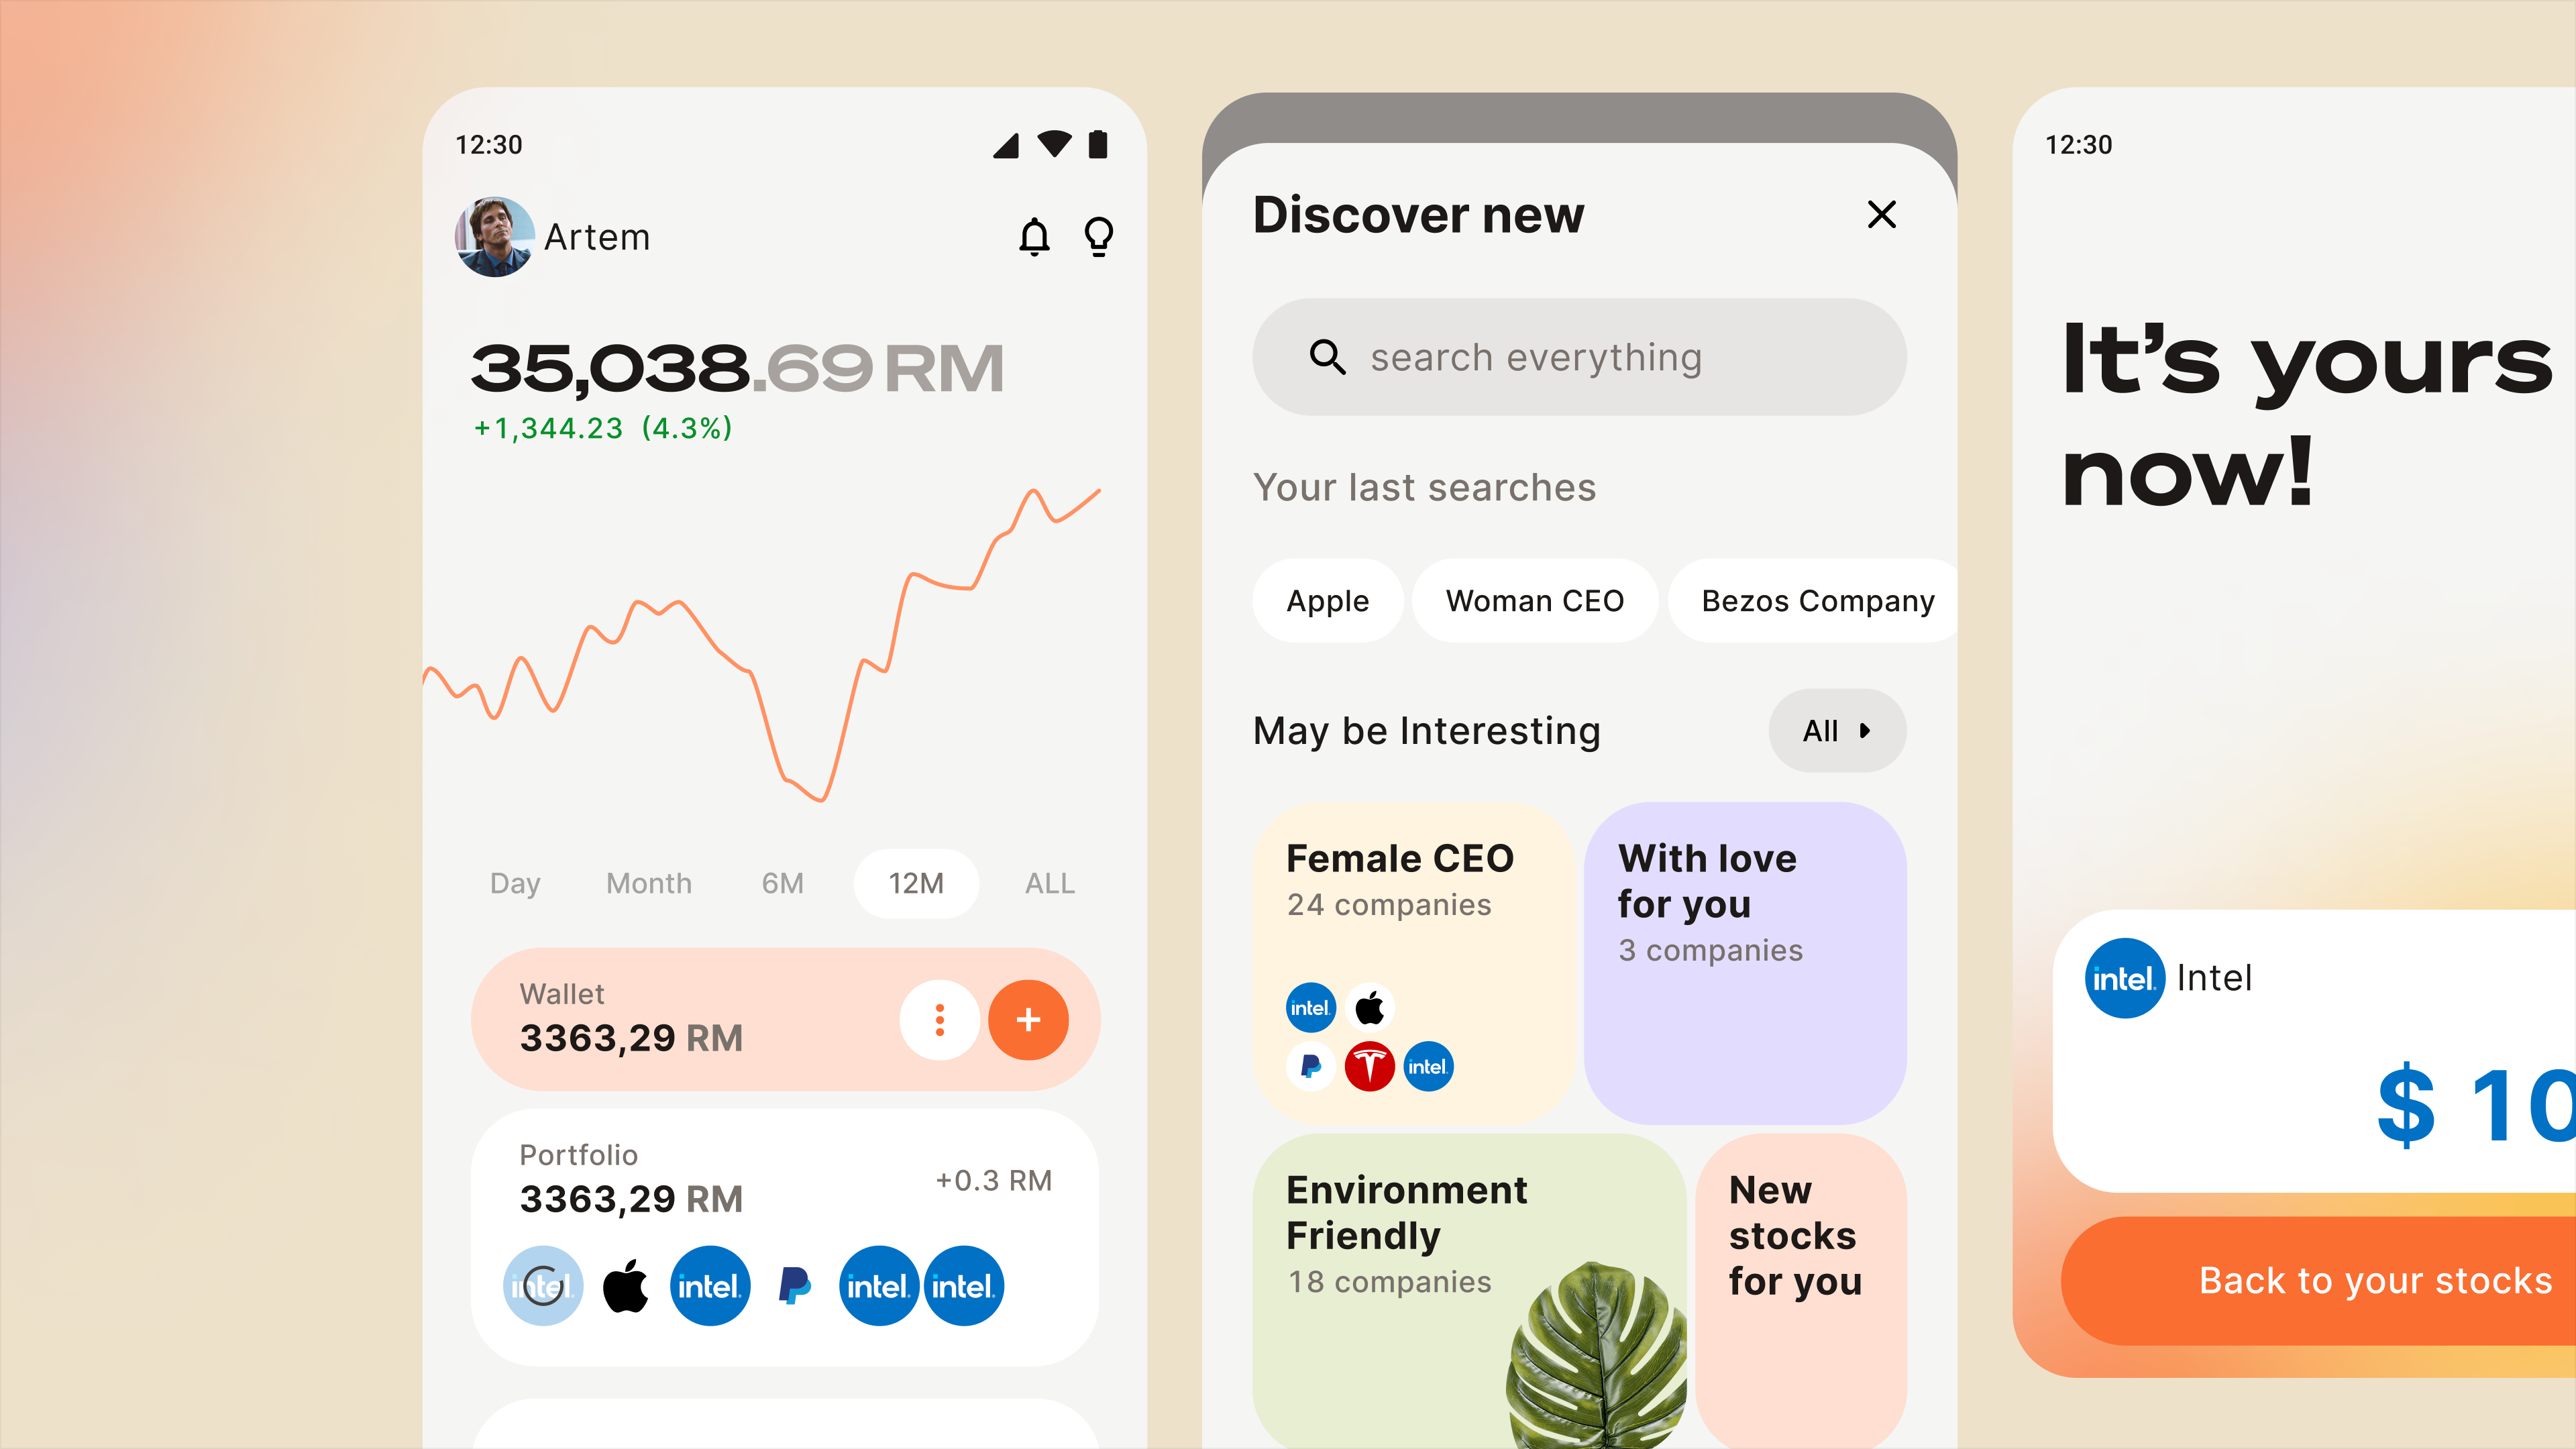 12:30
Artem
35,038.69 RM
+1,344.23 (4.3%)
Day Month 6M 12M ALL
Wallet
3363,29 RM
Portfolio
3363,29 RM
+0.3 RM
intel. intel. intel. intel.
Discover new
search everything
Your last searches
Apple Woman CEO Bezos Company
May be Interesting
All
Female CEO
24 companies
intel.
intel.
With love
for you
3 companies
Environment
Friendly
18 companies
New
stocks
for you
12:30
It’s yours
now!
intel. Intel
$ 10
Back to your stocks